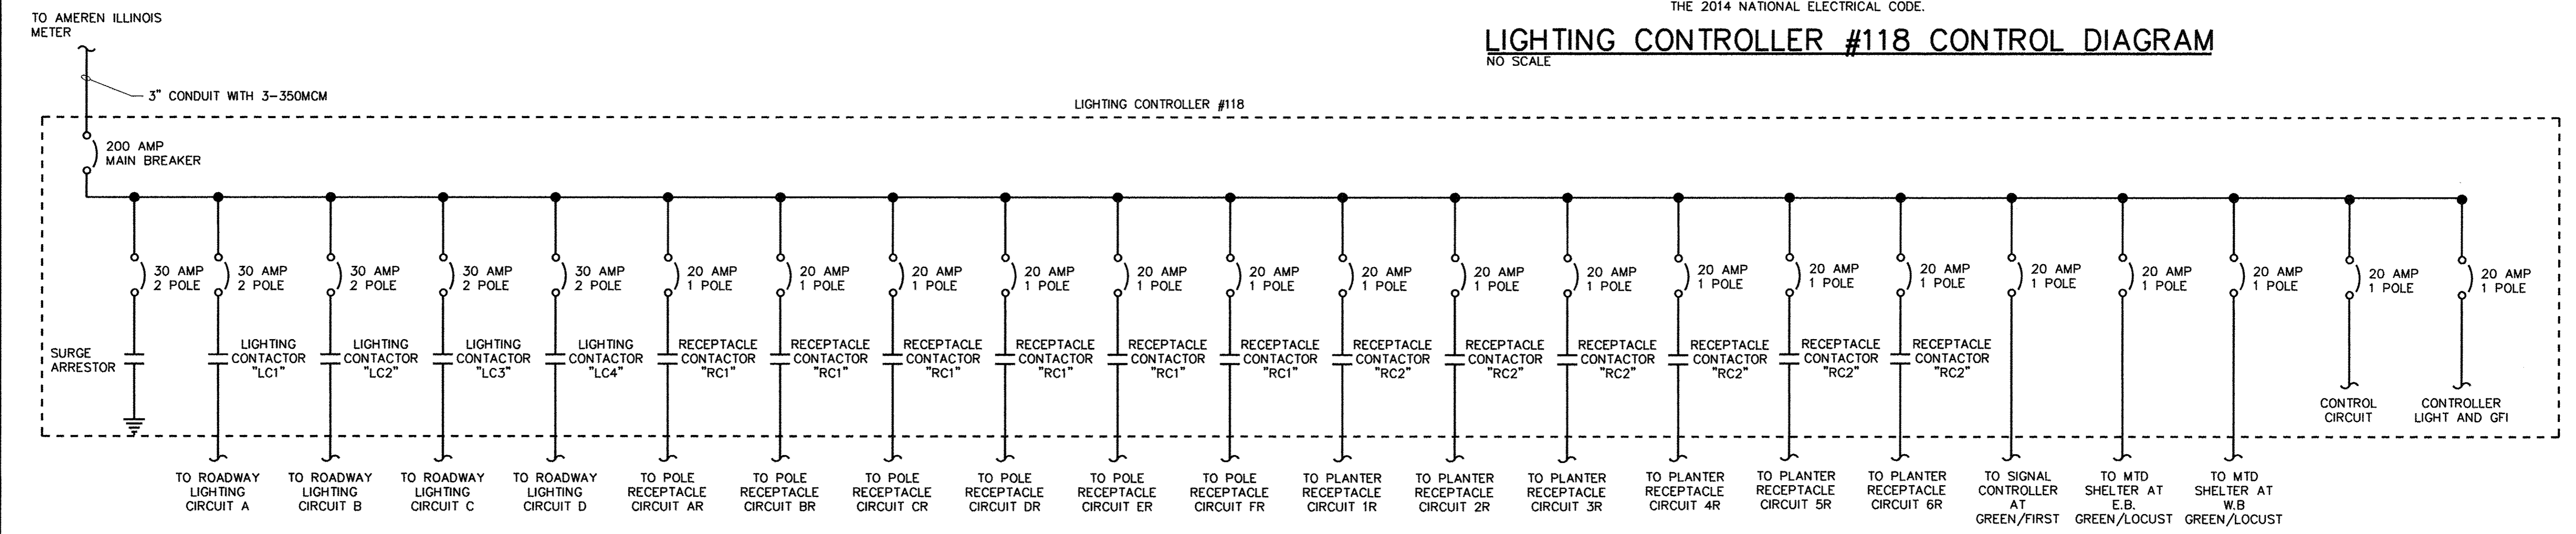 TO AMEREN ILLINOIS
METER
THE 2014 NATIONAL ELECTRICAL CODE.
LIGHTING CONTROLLER #118 CONTROL DIAGRAM
NO SCALE
3" CONDUIT WITH 3-350MCM
LIGHTING CONTROLLER #118
200 AMP
MAIN BREAKER
30 AMP
2 POLE
30 AMP
2 POLE
30 AMP
2 POLE
30 AMP
2 POLE
30 AMP
2 POLE
20 AMP
1 POLE
20 AMP
1 POLE
20 AMP
1 POLE
20 AMP
1 POLE
20 AMP
1 POLE
20 AMP
1 POLE
20 AMP
1 POLE
20 AMP
1 POLE
20 AMP
1 POLE
20 AMP
1 POLE
20 AMP
1 POLE
20 AMP
1 POLE
20 AMP
1 POLE
20 AMP
1 POLE
20 AMP
1 POLE
20 AMP
1 POLE
20 AMP
1 POLE
SURGE
ARRESTOR
LIGHTING
CONTACTOR
"LC1"
LIGHTING
CONTACTOR
"LC2"
LIGHTING
CONTACTOR
"LC3"
LIGHTING
CONTACTOR
"LC4"
RECEPTACLE
CONTACTOR
"RC1"
RECEPTACLE
CONTACTOR
"RC1"
RECEPTACLE
CONTACTOR
"RC1"
RECEPTACLE
CONTACTOR
"RC1"
RECEPTACLE
CONTACTOR
"RC1"
RECEPTACLE
CONTACTOR
"RC1"
RECEPTACLE
CONTACTOR
"RC2"
RECEPTACLE
CONTACTOR
"RC2"
RECEPTACLE
CONTACTOR
"RC2"
RECEPTACLE
CONTACTOR
"RC2"
RECEPTACLE
CONTACTOR
"RC2"
RECEPTACLE
CONTACTOR
"RC2"
CONTROL
CIRCUIT
CONTROLLER
LIGHT AND GFI
TO ROADWAY
LIGHTING
CIRCUIT A
TO ROADWAY
LIGHTING
CIRCUIT B
TO ROADWAY
LIGHTING
CIRCUIT C
TO ROADWAY
LIGHTING
CIRCUIT D
TO POLE
RECEPTACLE
CIRCUIT AR
TO POLE
RECEPTACLE
CIRCUIT BR
TO POLE
RECEPTACLE
CIRCUIT CR
TO POLE
RECEPTACLE
CIRCUIT DR
TO POLE
RECEPTACLE
CIRCUIT ER
TO POLE
RECEPTACLE
CIRCUIT FR
TO PLANTER
RECEPTACLE
CIRCUIT 1R
TO PLANTER
RECEPTACLE
CIRCUIT 2R
TO PLANTER
RECEPTACLE
CIRCUIT 3R
TO PLANTER
RECEPTACLE
CIRCUIT 4R
TO PLANTER
RECEPTACLE
CIRCUIT 5R
TO PLANTER
RECEPTACLE
CIRCUIT 6R
TO SIGNAL
CONTROLLER
AT
GREEN/FIRST
TO MTD
SHELTER AT
E.B.
GREEN/LOCUST
TO MTD
SHELTER AT
W.B
GREEN/LOCUST